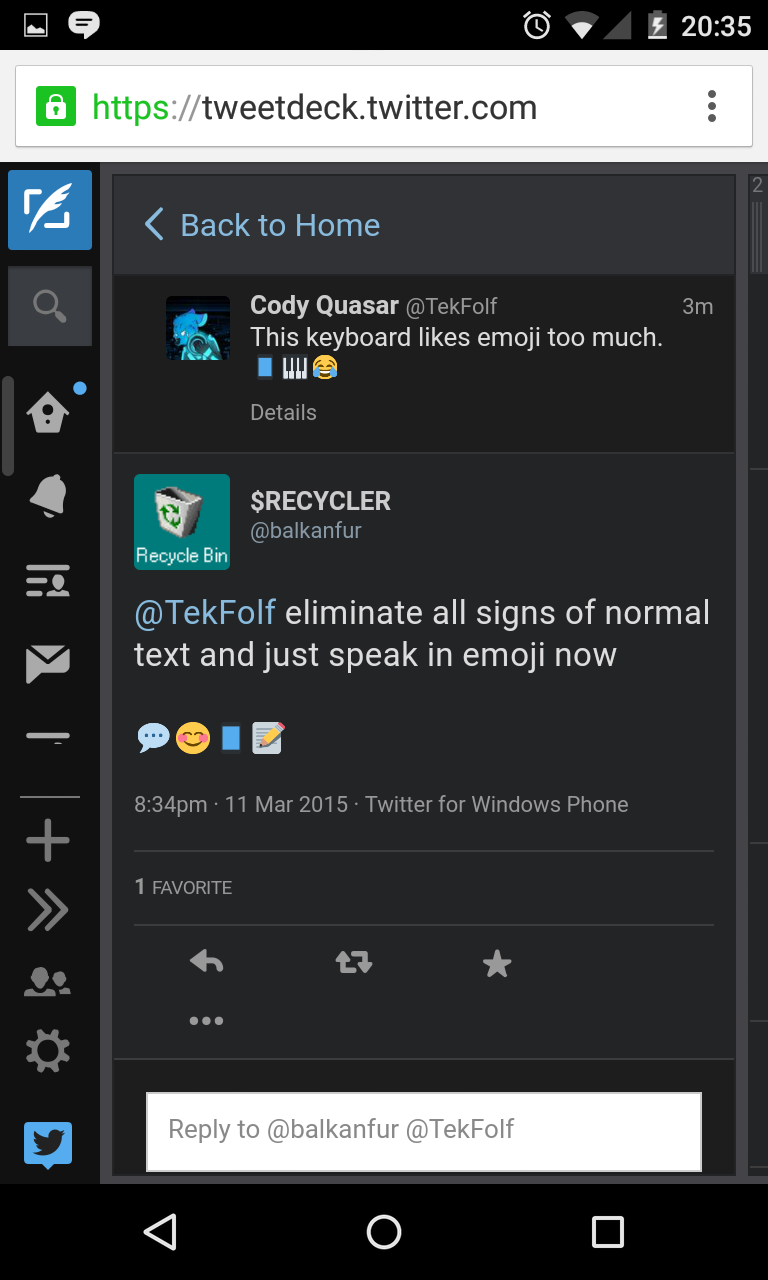 20:35
https://tweetdeck.twitter.com
2
Back to Home
Cody Quasar @TekFolf 3m
This keyboard likes emoji too much.
📱🎹😂
Details
Recycle Bin
$RECYCLER
@balkanfur
@TekFolf eliminate all signs of normal
text and just speak in emoji now
💬😊📱📝
8:34pm · 11 Mar 2015 · Twitter for Windows Phone
1 FAVORITE
Reply to @balkanfur @TekFolf